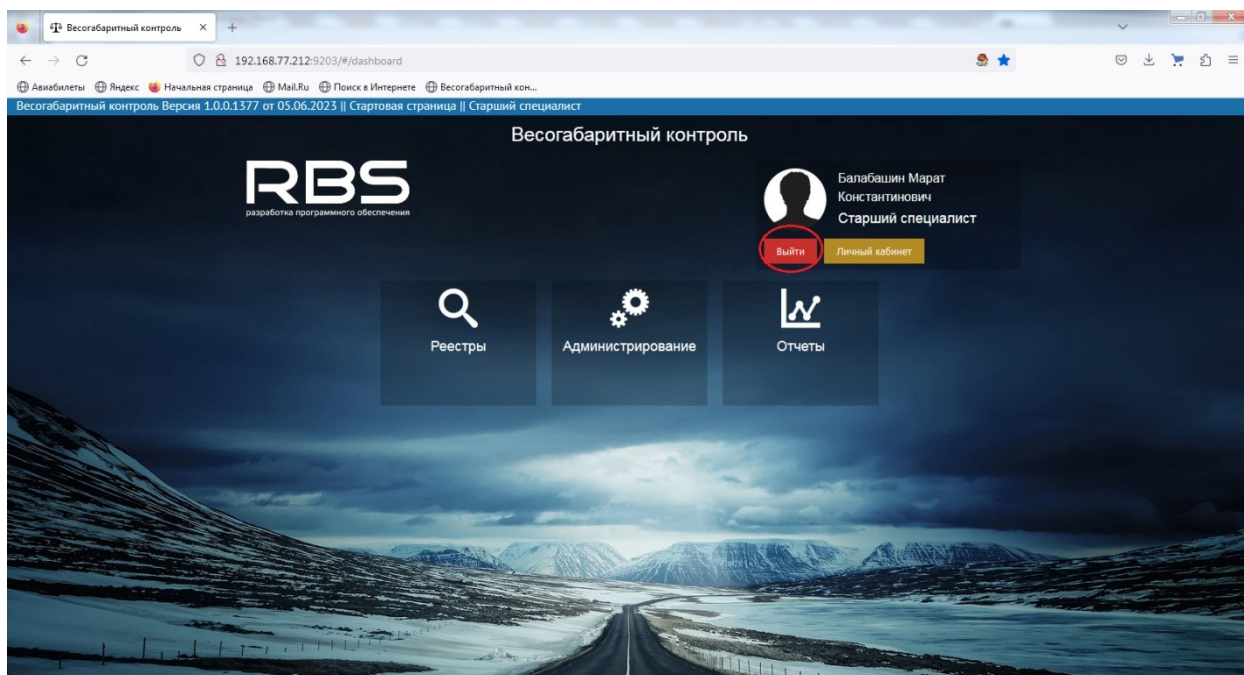 Весогабаритный контроль
192.168.77.212:9203/#/dashboard
Авиабилеты Яндекс Начальная страница Mail.Ru Поиск в Интернете Весогабаритный кон...
Весогабаритный контроль Версия 1.0.0.1377 от 05.06.2023 || Стартовая страница || Старший специалист
Весогабаритный контроль
RBS
разработка программного обеспечения
Балабашин Марат
Константинович
Старший специалист
Выйти Личный кабинет
Реестры Администрирование Отчеты